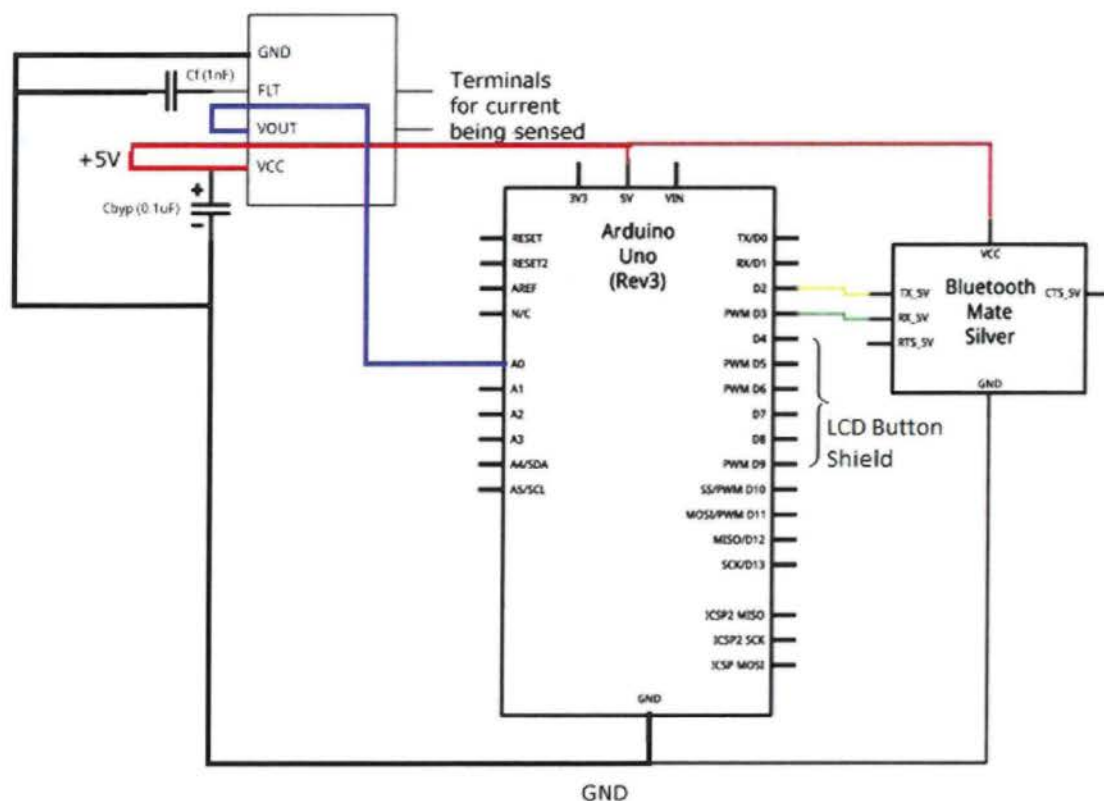 GND
Cf (1nF)
FLT
VOUT
+5V
VCC
+
Cbyp (0.1uF)
-
Terminals
for current
being sensed
3V3
5V
VIN
Arduino
Uno
(Rev3)
RESET
RESET2
AREF
N/C
A0
A1
A2
A3
A4/SDA
A5/SCL
TX/D0
RX/D1
D2
PWM D3
D4
PWM D5
PWM D6
D7
D8
PWM D9
SS/PWM D10
MOSI/PWM D11
MISO/D12
SCK/D13
ICSP2 MISO
ICSP2 SCK
ICSP MOSI
GND
VCC
TX_5V
RX_5V
RTS_5V
Bluetooth
Mate
Silver
CTS_5V
GND
LCD Button
Shield
GND